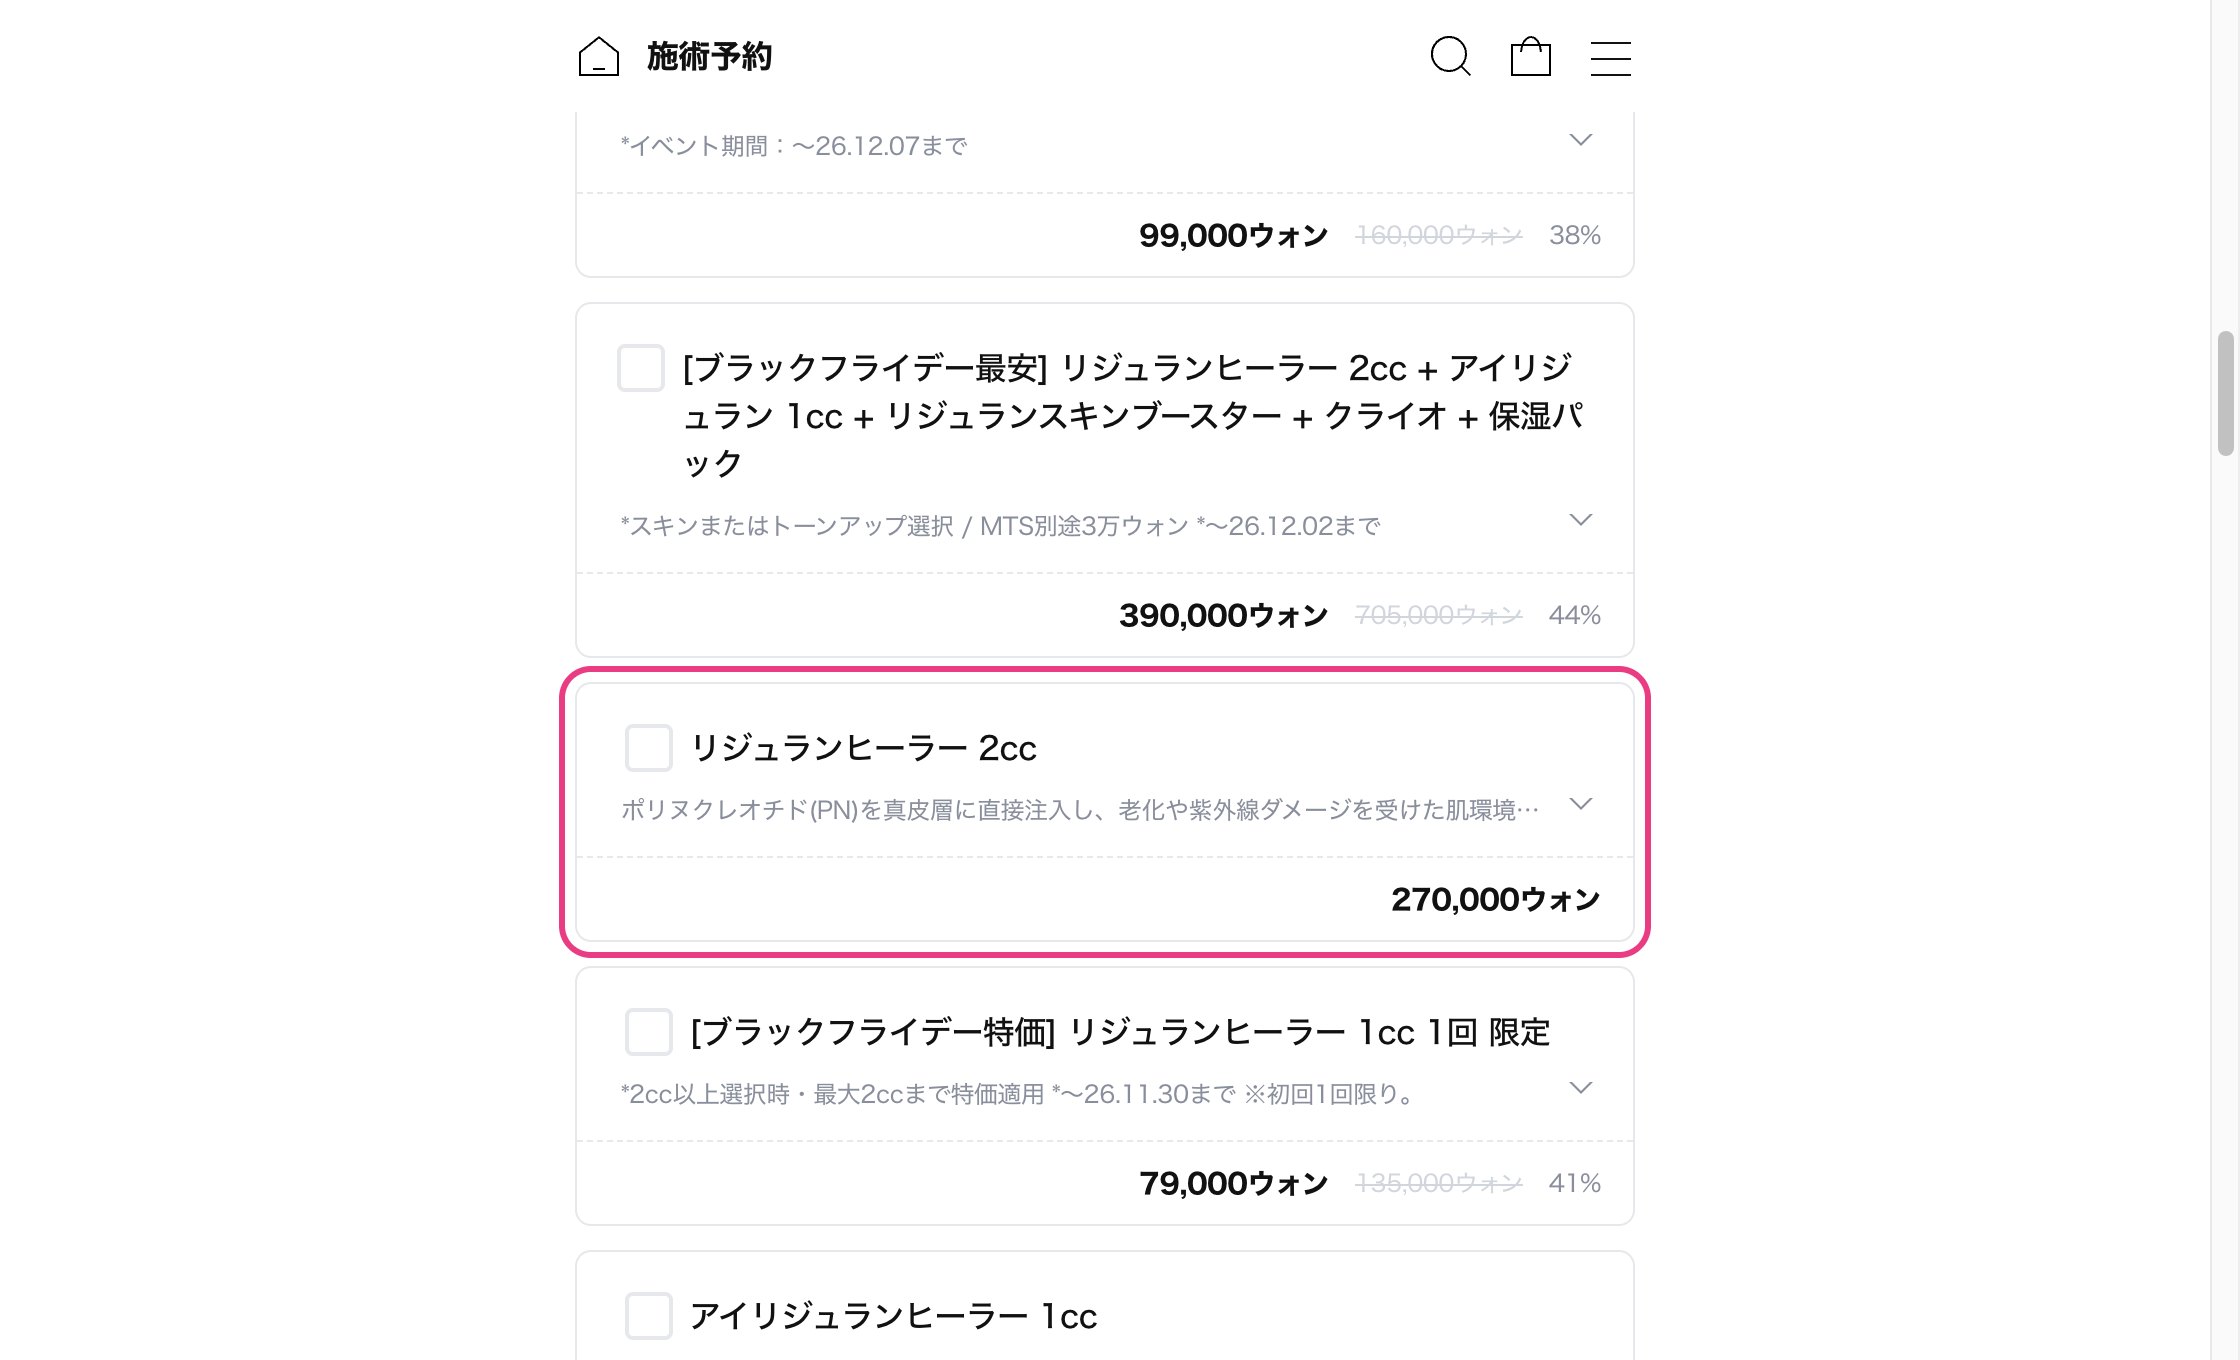 施術予約
*イベント期間：～26.12.07まで
99,000ウォン 160,000ウォン 38%
[ブラックフライデー最安] リジュランヒーラー 2cc + アイリジ
ュラン 1cc + リジュランスキンブースター + クライオ + 保湿パ
ック
*スキンまたはトーンアップ選択 / MTS別途3万ウォン *～26.12.02まで
390,000ウォン 705,000ウォン 44%
リジュランヒーラー 2cc
ポリヌクレオチド(PN)を真皮層に直接注入し、老化や紫外線ダメージを受けた肌環境…
270,000ウォン
[ブラックフライデー特価] リジュランヒーラー 1cc 1回 限定
*2cc以上選択時・最大2ccまで特価適用 *～26.11.30まで ※初回1回限り。
79,000ウォン 135,000ウォン 41%
アイリジュランヒーラー 1cc